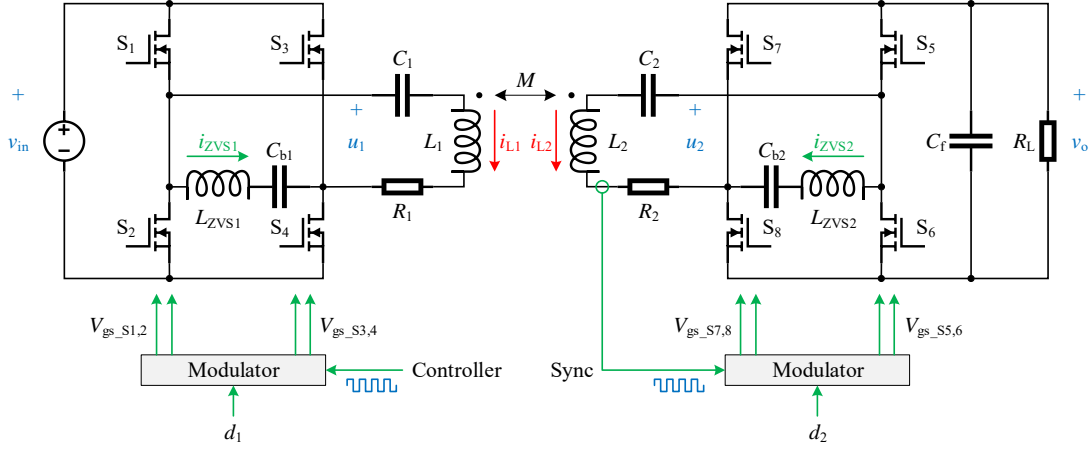 S1 S3 C1 C2 S7 S5
+ M +
+ + − vin iZVS1 Cb1 u1 L1 iL1 iL2 L2 u2 Cb2 iZVS2 Cf RL vo
S2 LZVS1 S4 R1 R2 S8 LZVS2 S6
Vgs_S1,2 Vgs_S3,4 Vgs_S7,8 Vgs_S5,6
Modulator Controller Sync Modulator
d1 d2